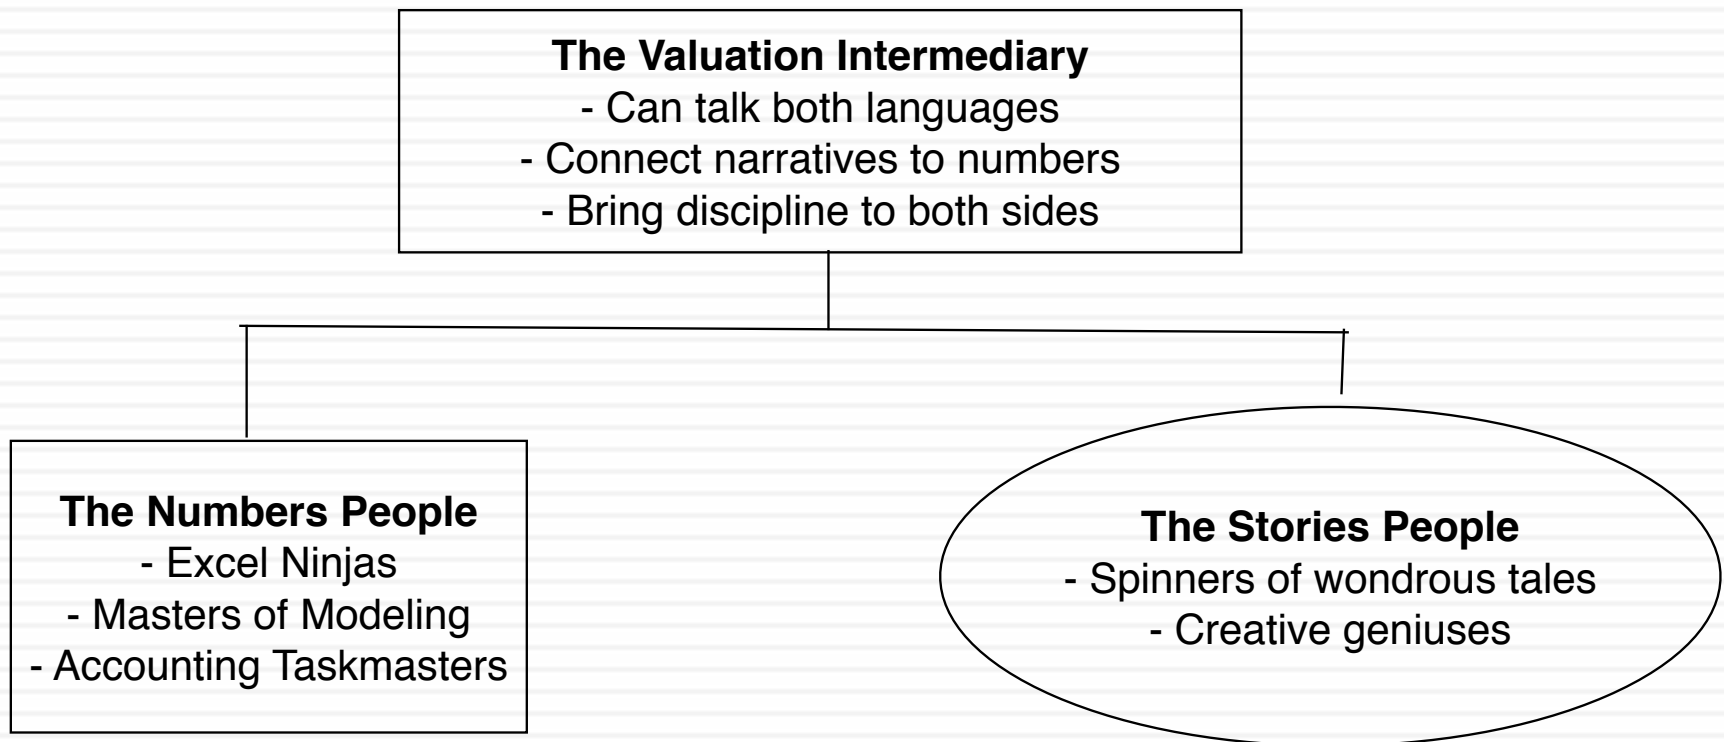 The Valuation Intermediary
- Can talk both languages
- Connect narratives to numbers
- Bring discipline to both sides
The Numbers People
- Excel Ninjas
- Masters of Modeling
- Accounting Taskmasters
The Stories People
- Spinners of wondrous tales
- Creative geniuses